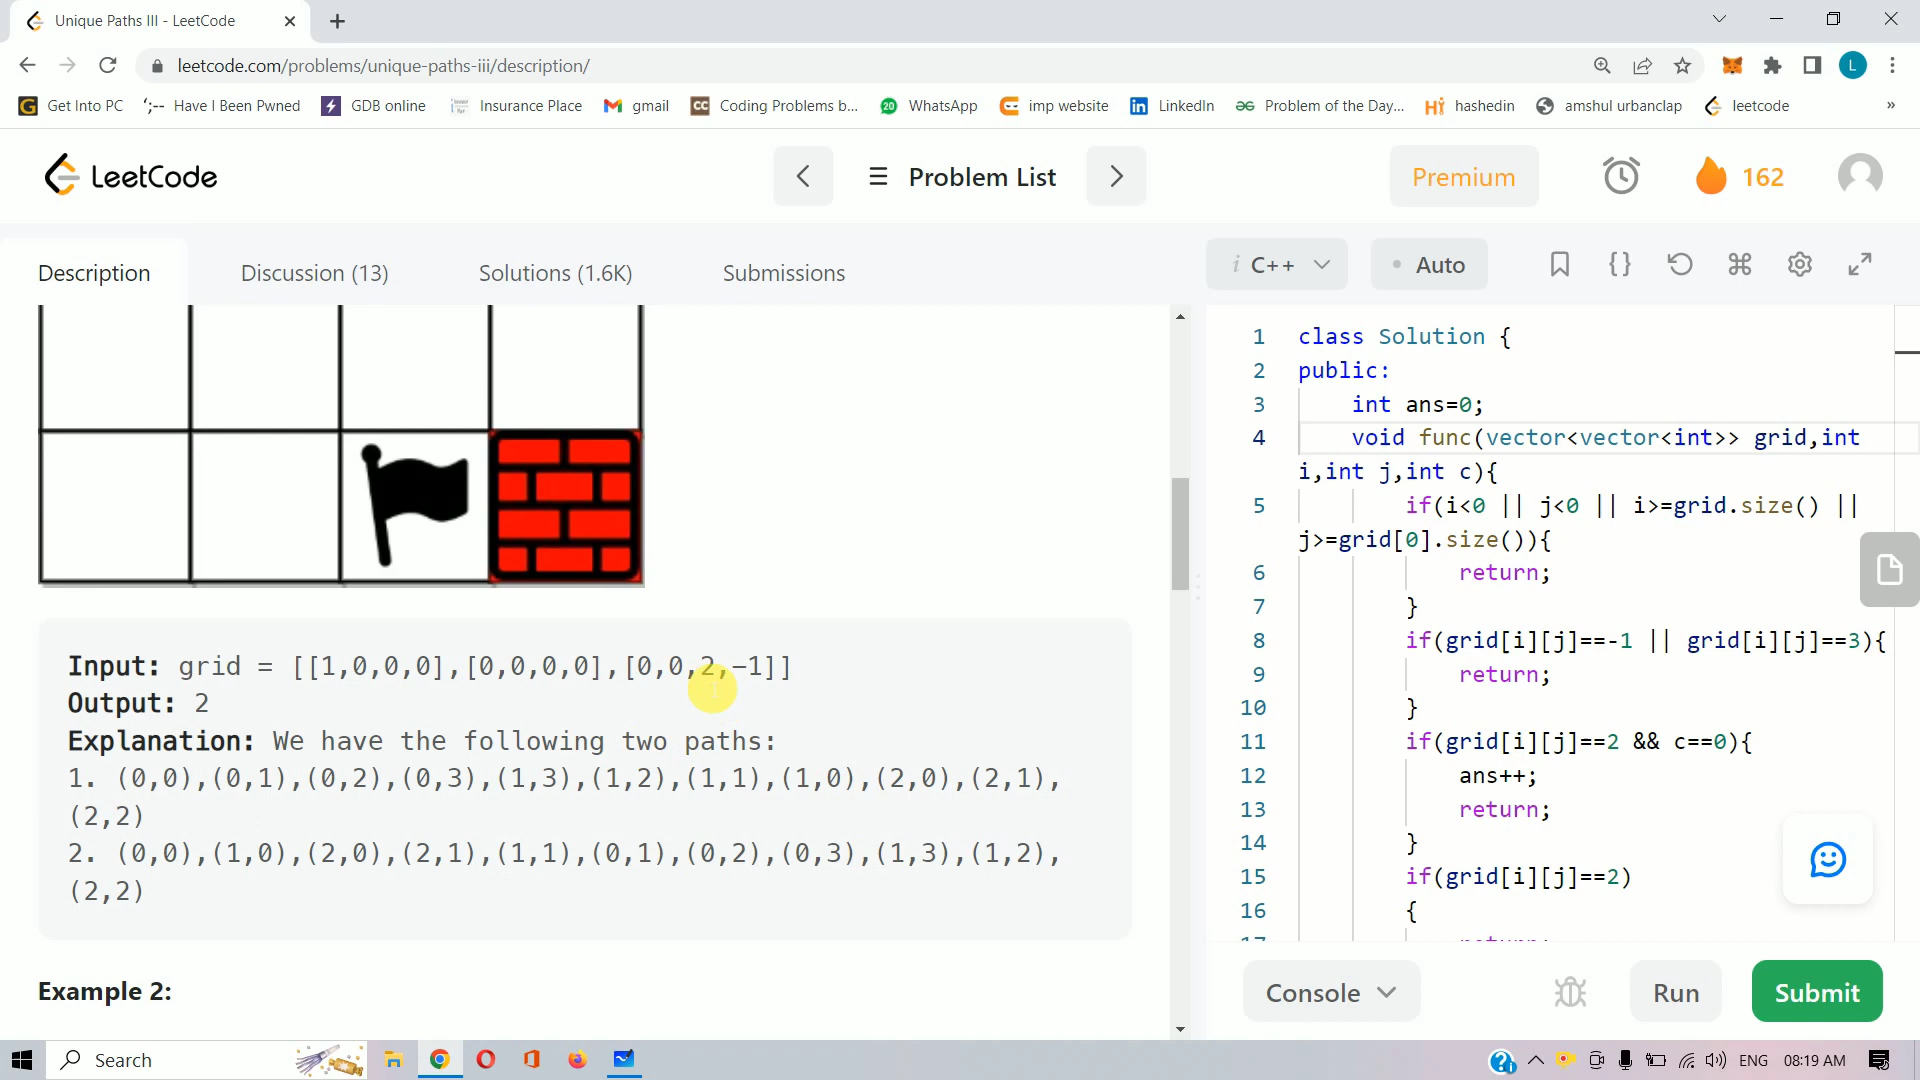 Unique Paths III - LeetCode
leetcode.com/problems/unique-paths-iii/description/
L
Get Into PC
Have I Been Pwned
GDB online
Insurance Place
gmail
CC
Coding Problems b...
20
WhatsApp
imp website
LinkedIn
Problem of the Day...
hashedin
amshul urbanclap
leetcode
»
LeetCode
Problem List
Premium
162
Description
Discussion (13)
Solutions (1.6K)
Submissions
i C++
Auto
Input: grid = [[1,0,0,0],[0,0,0,0],[0,0,2,-1]]
Output: 2
Explanation: We have the following two paths:
1. (0,0),(0,1),(0,2),(0,3),(1,3),(1,2),(1,1),(1,0),(2,0),(2,1),
(2,2)
2. (0,0),(1,0),(2,0),(2,1),(1,1),(0,1),(0,2),(0,3),(1,3),(1,2),
(2,2)
Example 2:
1 class Solution {
2 public:
3 int ans=0;
4 void func(vector<vector<int>> grid,int
i,int j,int c){
5 if(i<0 || j<0 || i>=grid.size() ||
j>=grid[0].size()){
6 return;
7 }
8 if(grid[i][j]==-1 || grid[i][j]==3){
9 return;
10 }
11 if(grid[i][j]==2 && c==0){
12 ans++;
13 return;
14 }
15 if(grid[i][j]==2)
16 {
Console
Run
Submit
Search
ENG
08:19 AM